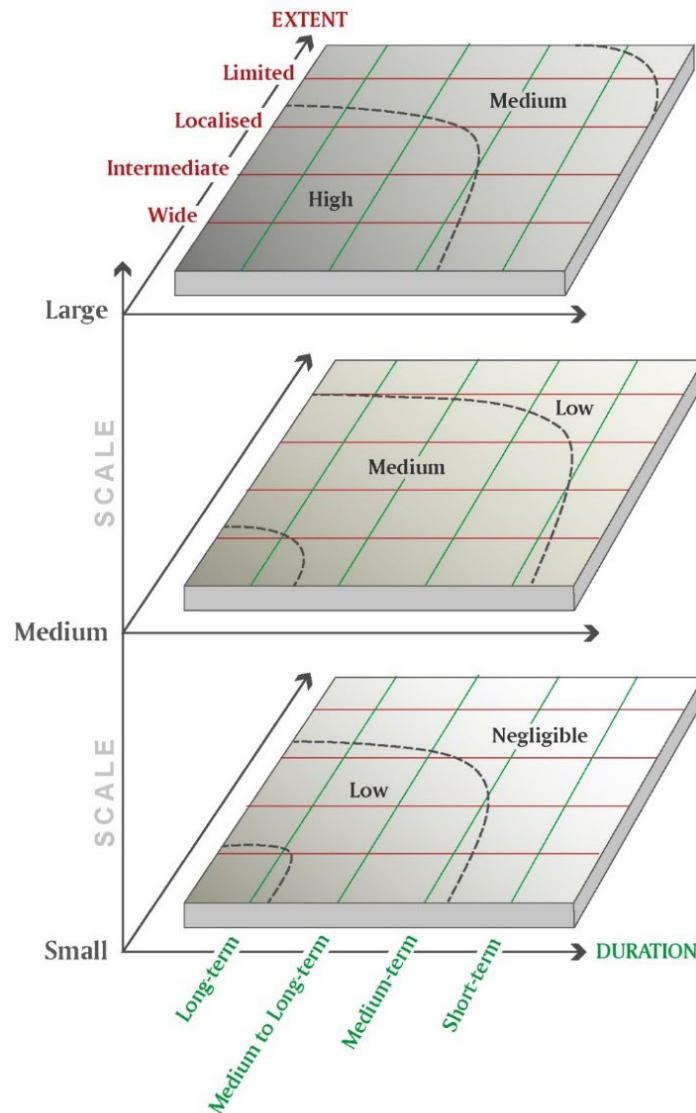 EXTENT
Limited
Medium
Localised
Intermediate
High
Wide
Large
SCALE
Low
Medium
Medium
SCALE
Negligible
Low
Small
DURATION
Long-term
Medium to Long-term
Medium-term
Short-term